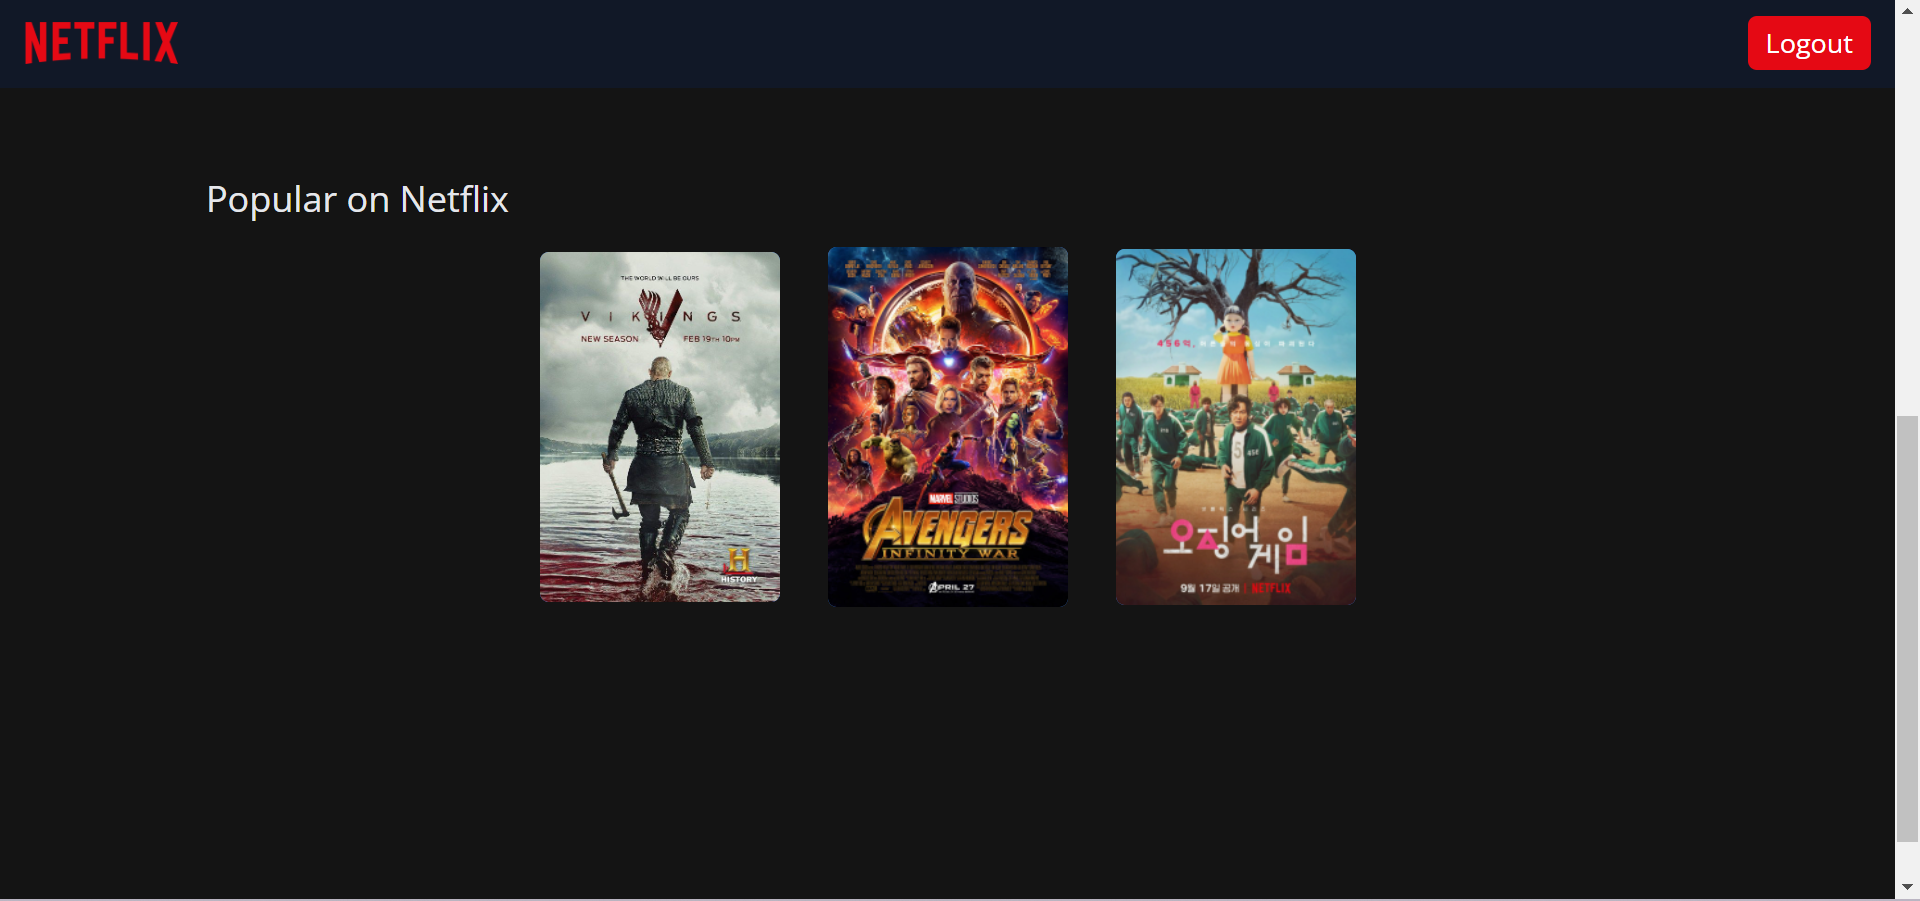 NETFLIX
Logout
Popular on Netflix
THE WORLD WILL BE OURS
VIKINGS
NEW SEASON FEB 19TH 10PM
HISTORY
MARVEL STUDIOS
AVENGERS
INFINITY WAR
APRIL 27
456억,
456
오징어
게임
9월 17일 공개 | NETFLIX